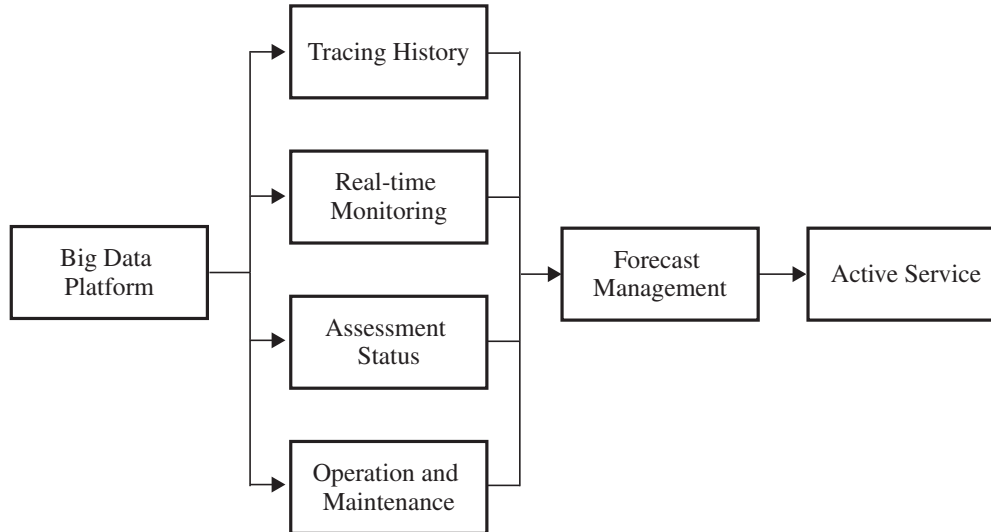 Big Data
Platform
Tracing History
Real-time
Monitoring
Assessment
Status
Operation and
Maintenance
Forecast
Management
Active Service